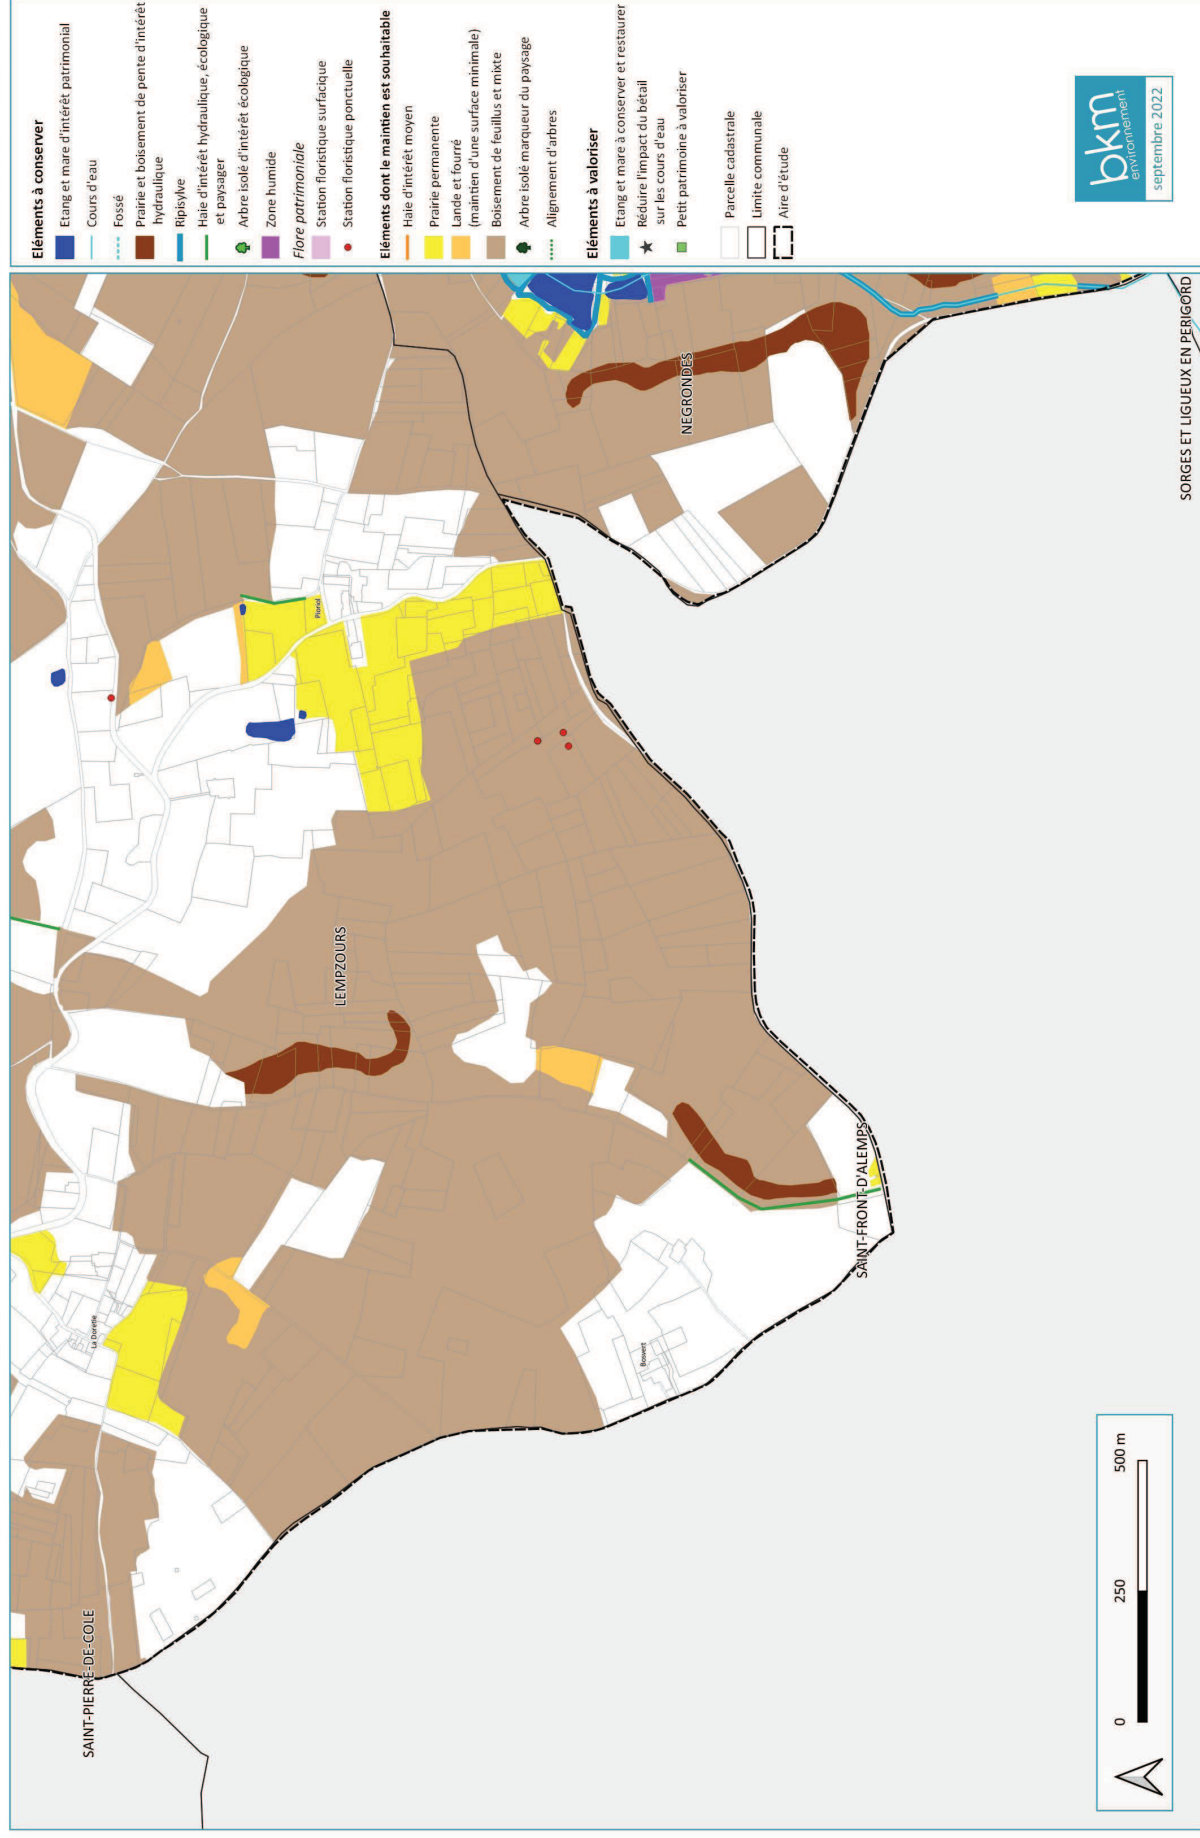 Eléments à conserver
Etang et mare d'intérêt patrimonial
Cours d'eau
Fossé
Prairie et boisement de pente d'intérêt
hydraulique
Ripisylve
Haie d'intérêt hydraulique, écologique
et paysager
Arbre isolé d'intérêt écologique
Zone humide
Flore patrimoniale
Station floristique surfacique
Station floristique ponctuelle
Eléments dont le maintien est souhaitable
Haie d'intérêt moyen
Prairie permanente
Lande et fourré
(maintien d'une surface minimale)
Boisement de feuillus et mixte
Arbre isolé marqueur du paysage
Alignement d'arbres
Eléments à valoriser
Etang et mare à conserver et restaurer
Réduire l'impact du bétail
sur les cours d'eau
Petit patrimoine à valoriser
Parcelle cadastrale
Limite communale
Aire d'étude
bkm
environnement
septembre 2022
SAINT-PIERRE-DE-COLE
La Doretie
LEMPZOURS
Pioriol
NEGRONDES
Bosvert
SAINT-FRONT-D'ALEMPS
SORGES ET LIGUEUX EN PERIGORD
0 250 500 m